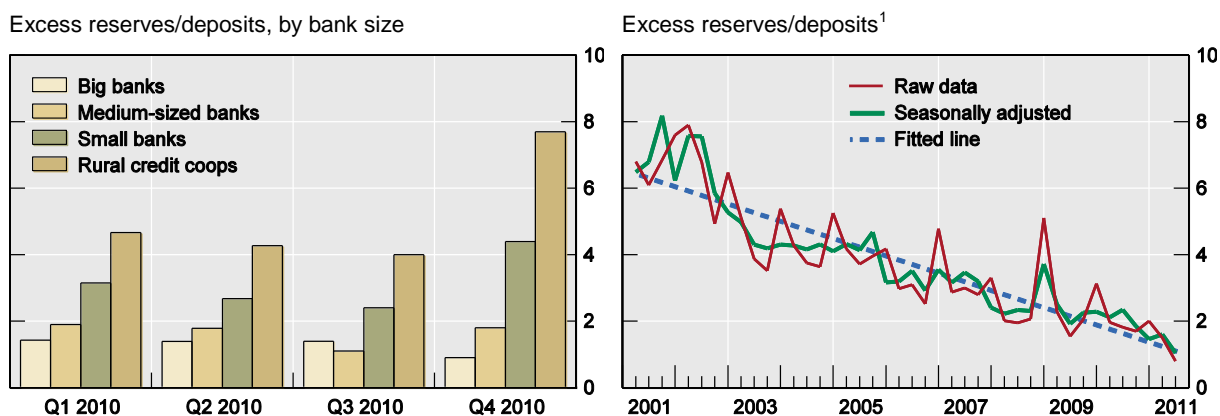 Excess reserves/deposits, by bank size
Big banks
Medium-sized banks
Small banks
Rural credit coops
10
8
6
4
2
0
Q1 2010 Q2 2010 Q3 2010 Q4 2010
Excess reserves/deposits¹
Raw data
Seasonally adjusted
Fitted line
10
8
6
4
2
0
2001 2003 2005 2007 2009 2011